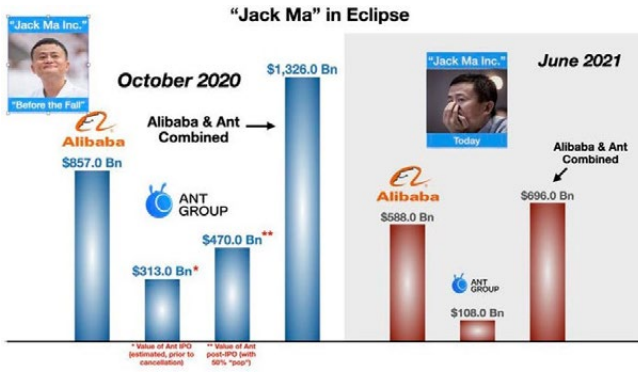 “Jack Ma” in Eclipse
“Jack Ma Inc.”
“Before the Fall”
October 2020
Alibaba
$857.0 Bn
Alibaba & Ant
Combined
$1,326.0 Bn
ANT
GROUP
$313.0 Bn*
$470.0 Bn**
* Value of Ant IPO
(estimated, prior to
cancellation)
** Value of Ant
post-IPO (with
50% “pop”)
“Jack Ma Inc.”
Today
June 2021
Alibaba & Ant
Combined
Alibaba
$588.0 Bn
ANT
GROUP
$108.0 Bn
$696.0 Bn